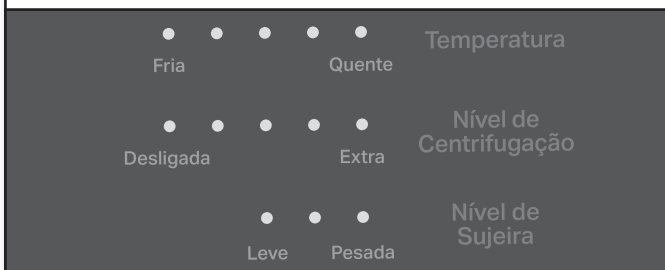 Temperatura
Fria Quente
Nível de
Centrifugação
Desligada Extra
Nível de
Sujeira
Leve Pesada